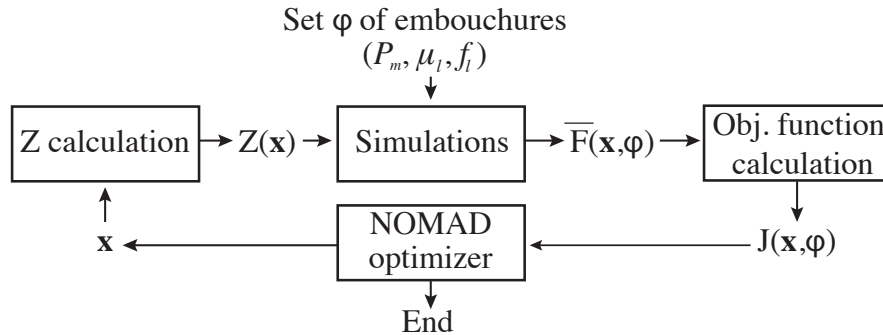 Set φ of embouchures
(P_m, μ_l, f_l)
Z calculation
Z(x)
Simulations
F̅(x,φ)
Obj. function
calculation
x
NOMAD
optimizer
J(x,φ)
End